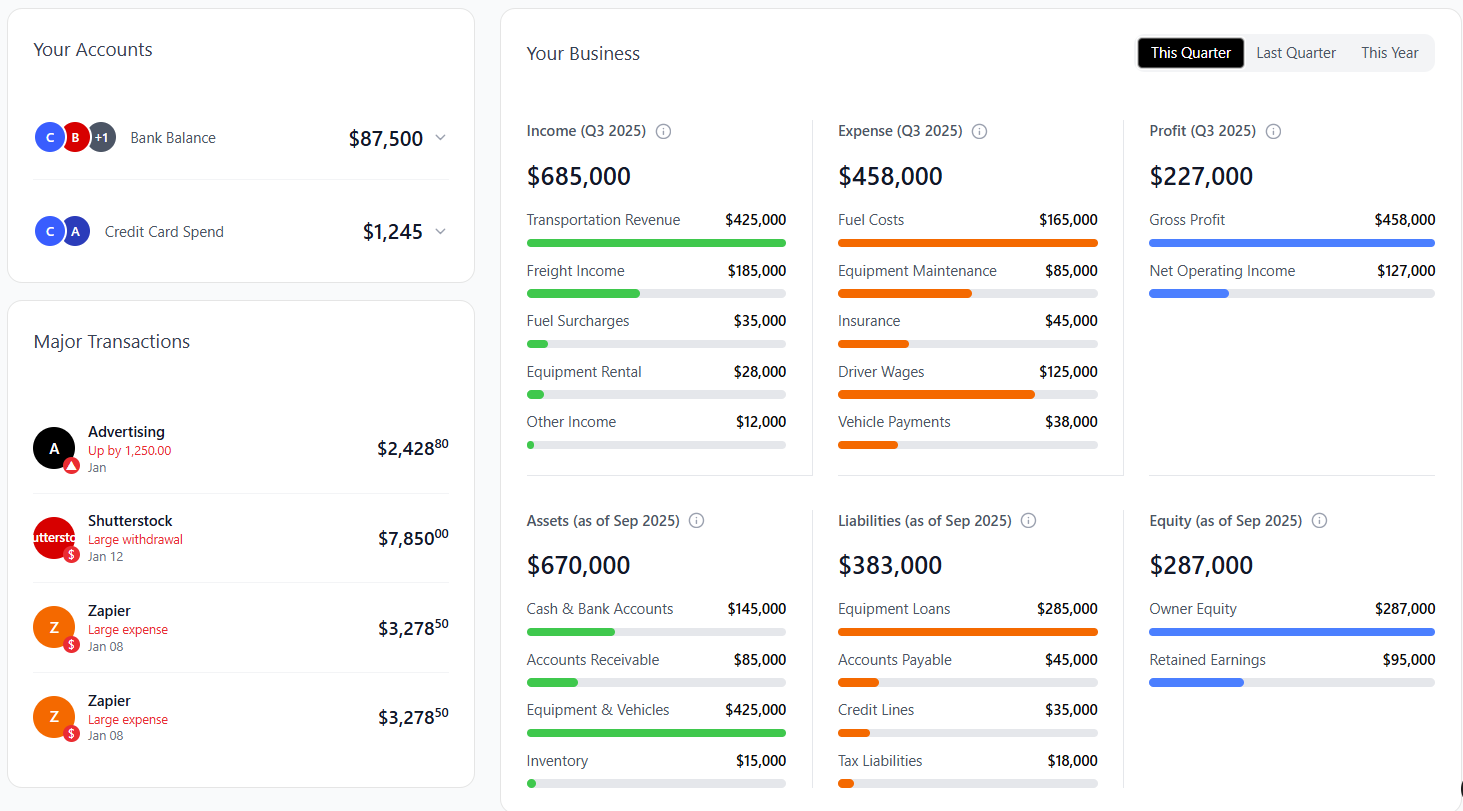 Your Accounts
C B +1 Bank Balance $87,500
C A Credit Card Spend $1,245
Major Transactions
A
Advertising
Up by 1,250.00
Jan
$2,42880
utterstc
Shutterstock
Large withdrawal
Jan 12
$
$7,85000
Z
Zapier
Large expense
Jan 08
$
$3,27850
Z
Zapier
Large expense
Jan 08
$
$3,27850
Your Business
This Quarter Last Quarter This Year
Income (Q3 2025)
$685,000
Transportation Revenue $425,000
Freight Income $185,000
Fuel Surcharges $35,000
Equipment Rental $28,000
Other Income $12,000
Expense (Q3 2025)
$458,000
Fuel Costs $165,000
Equipment Maintenance $85,000
Insurance $45,000
Driver Wages $125,000
Vehicle Payments $38,000
Profit (Q3 2025)
$227,000
Gross Profit $458,000
Net Operating Income $127,000
Assets (as of Sep 2025)
$670,000
Cash & Bank Accounts $145,000
Accounts Receivable $85,000
Equipment & Vehicles $425,000
Inventory $15,000
Liabilities (as of Sep 2025)
$383,000
Equipment Loans $285,000
Accounts Payable $45,000
Credit Lines $35,000
Tax Liabilities $18,000
Equity (as of Sep 2025)
$287,000
Owner Equity $287,000
Retained Earnings $95,000